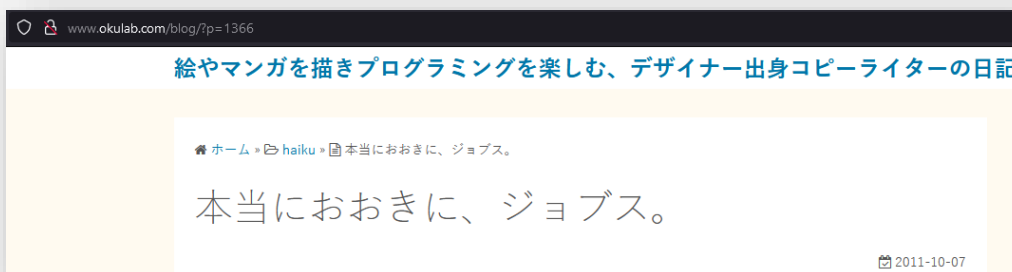 www.okulab.com/blog/?p=1366
絵やマンガを描きプログラミングを楽しむ、デザイナー出身コピーライターの日記
ホーム » haiku » 本当におおきに、ジョブス。
本当におおきに、ジョブス。
2011-10-07